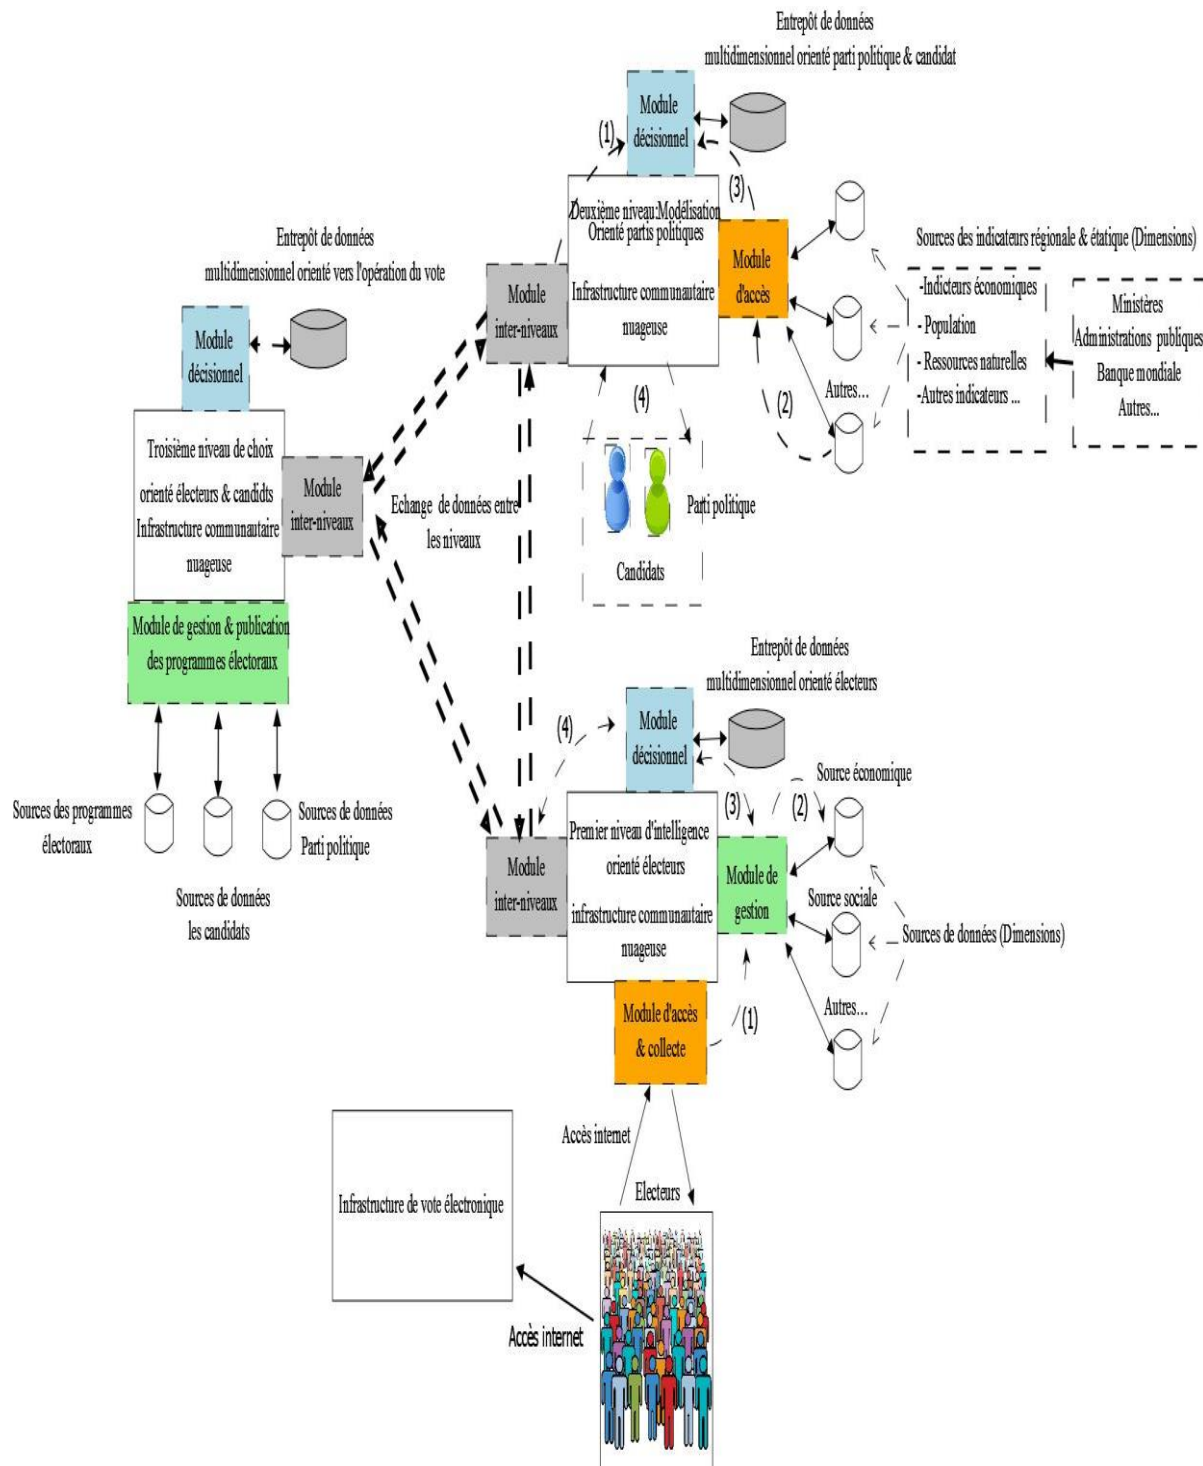 Entrepôt de données
multidimensionnel orienté parti politique & candidat
Module
décisionnel
(1)
(3)
Deuxième niveau:Modélisation
Orienté partis politiques
Infrastructure communautaire
nuageuse
Module
d'accès
Module
inter-niveaux
Sources des indicateurs régionale & étatique (Dimensions)
-Indicteurs économiques
- Population
- Ressources naturelles
-Autres indicateurs ...
Ministères
Administrations publiques
Banque mondiale
Autres...
Autres...
(2)
(4)
Parti politique
Candidats
Entrepôt de données
multidimensionnel orienté vers l'opération du vote
Module
décisionnel
Troisième niveau de choix
orienté électeurs & candidts
Infrastructure communautaire
nuageuse
Module
inter-niveaux
Echange de données entre
les niveaux
Module de gestion & publication
des programmes électoraux
Sources des programmes
électoraux
Sources de données
Parti politique
Sources de données
les candidats
Entrepôt de données
multidimensionnel orienté électeurs
Module
décisionnel
(4)
(3)
(2)
Source économique
Premier niveau d'intelligence
orienté électeurs
infrastructure communautaire
nuageuse
Module
inter-niveaux
Module de
gestion
Source sociale
Sources de données (Dimensions)
Autres...
Module d'accès
& collecte
(1)
Accès internet
Electeurs
Infrastructure de vote électronique
Accès internet